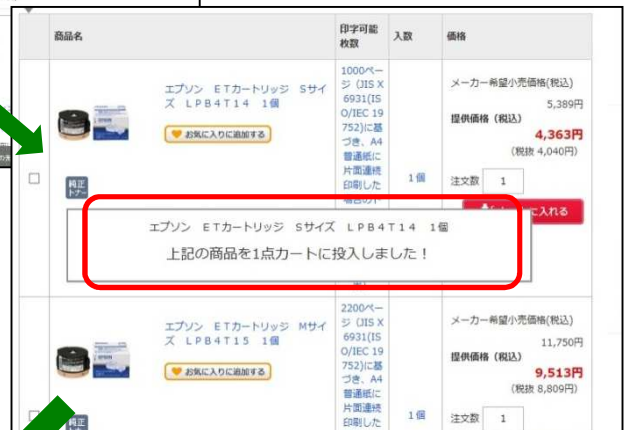 商品名
印字可能
枚数
入数
価格
エプソン ETカートリッジ Sサイ
ズ LPB4T14 1個
お気に入りに追加する
純正
トナー
1000ペー
ジ (JIS X
6931(IS
O/IEC 19
752)に基
づき、A4
普通紙に
片面連続
印刷した
1個
メーカー希望小売価格(税込)
5,389円
提供価格 (税込)
4,363円
(税抜 4,040円)
注文数 1
に入れる
エプソン ETカートリッジ Sサイズ LPB4T14 1個
上記の商品を1点カートに投入しました!
エプソン ETカートリッジ Mサイ
ズ LPB4T15 1個
お気に入りに追加する
純正
2200ペー
ジ (JIS X
6931(IS
O/IEC 19
752)に基
づき、A4
普通紙に
片面連続
印刷した
1個
メーカー希望小売価格(税込)
11,750円
提供価格 (税込)
9,513円
(税抜 8,809円)
注文数 1